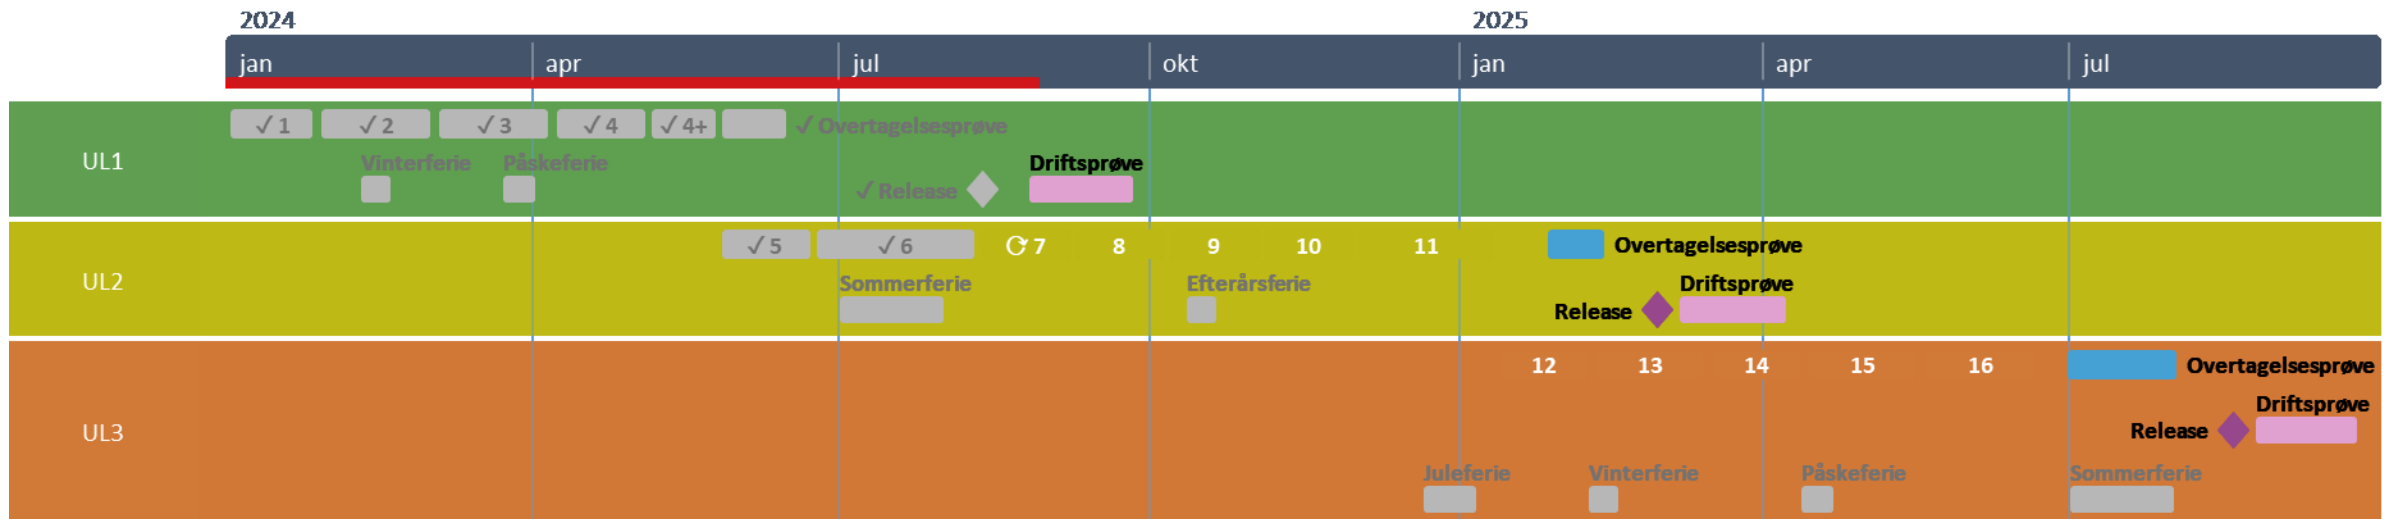 2024 2025
jan apr jul okt jan apr jul
UL1
✓ 1 ✓ 2 ✓ 3 ✓ 4 ✓ 4+ ✓ Overtagelsesprøve
Vinterferie Påskeferie Driftsprøve
✓ Release
UL2
✓ 5 ✓ 6 ⟳ 7 8 9 10 11 Overtagelsesprøve
Sommerferie Efterårsferie Driftsprøve
Release
UL3
12 13 14 15 16 Overtagelsesprøve
Driftsprøve
Release
Juleferie Vinterferie Påskeferie Sommerferie